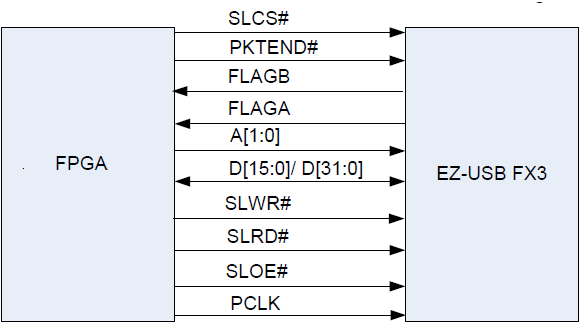 SLCS#
PKTEND#
FLAGB
FLAGA
A[1:0]
FPGA
D[15:0]/ D[31:0]
EZ-USB FX3
SLWR#
SLRD#
SLOE#
PCLK